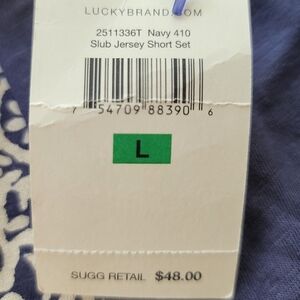 LUCKYBRAND.COM
2511336T Navy 410
Slub Jersey Short Set
7 54709 88390 6
L
SUGG RETAIL $48.00